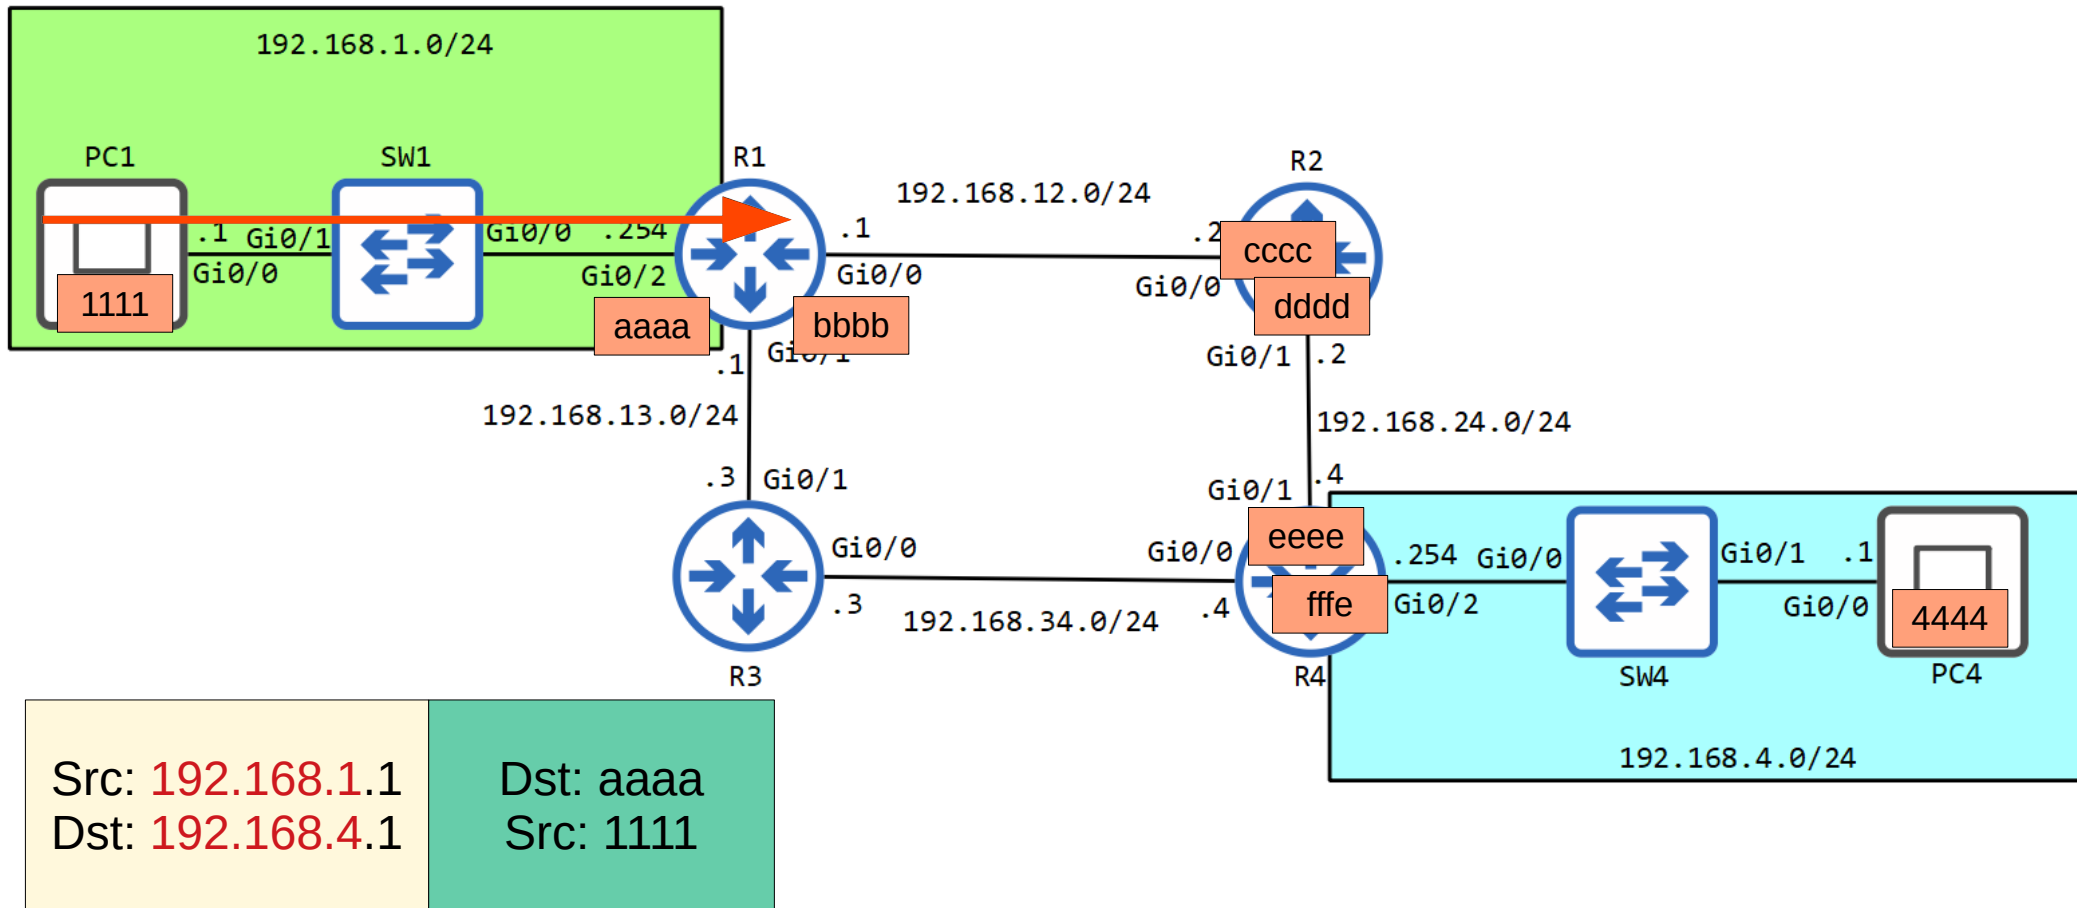 192.168.1.0/24
PC1
SW1
R1
R2
192.168.12.0/24
.1 Gi0/1
Gi0/0 .254
.1
.2
Gi0/0
Gi0/2
Gi0/0
Gi0/0
cccc
1111
aaaa
bbbb
dddd
.1
Gi0/1
Gi0/1
.2
192.168.13.0/24
192.168.24.0/24
.3
Gi0/1
Gi0/1
.4
eeee
Gi0/0
Gi0/0
.254
Gi0/0
Gi0/1
.1
.3
192.168.34.0/24
.4
fffe
Gi0/2
Gi0/0
4444
R3
R4
SW4
PC4
192.168.4.0/24
Src: 192.168.1.1
Dst: 192.168.4.1
Dst: aaaa
Src: 1111